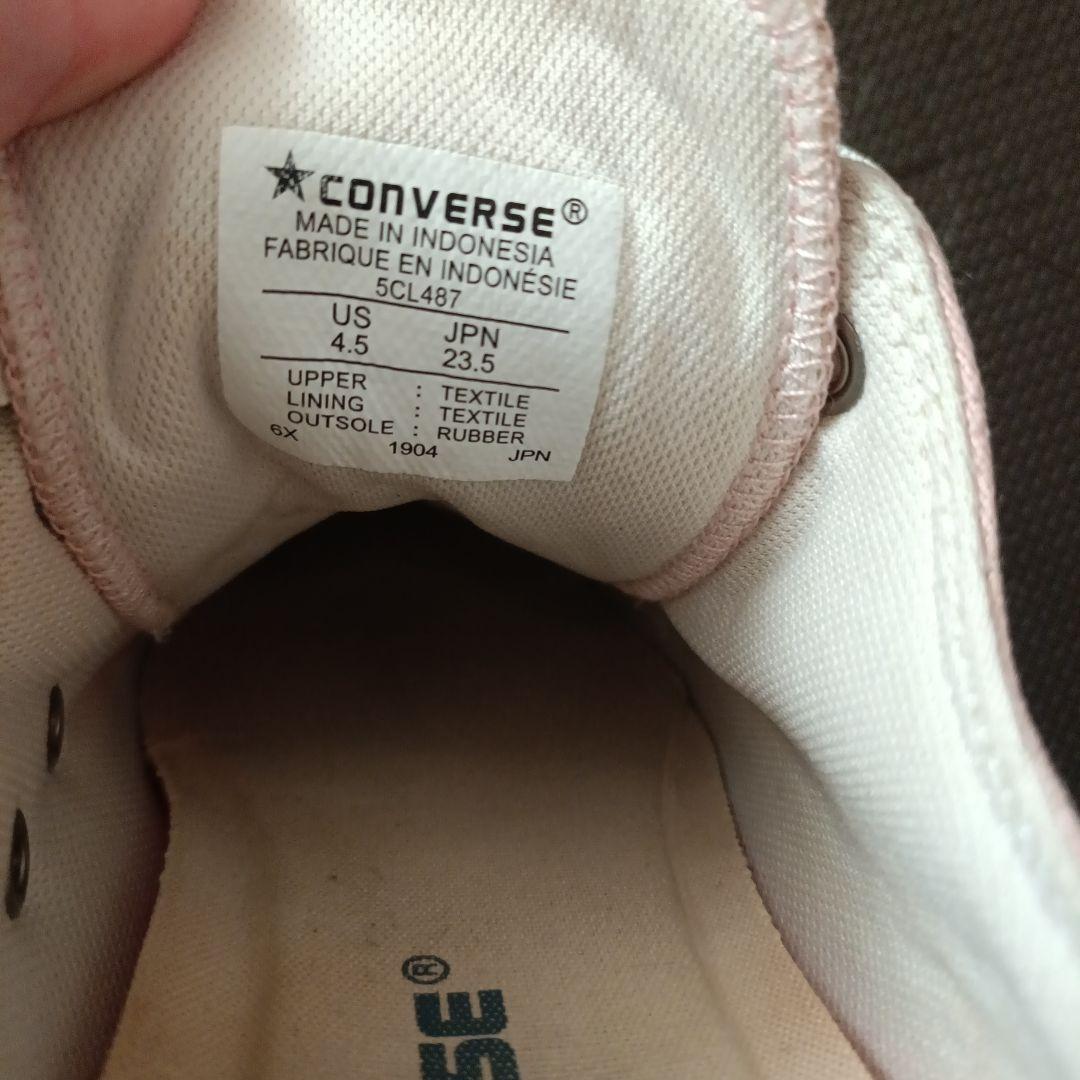 CONVERSE®
MADE IN INDONESIA
FABRIQUE EN INDONÉSIE
5CL487
US JPN
4.5 23.5
UPPER : TEXTILE
LINING : TEXTILE
OUTSOLE : RUBBER
6X 1904 JPN
SE®